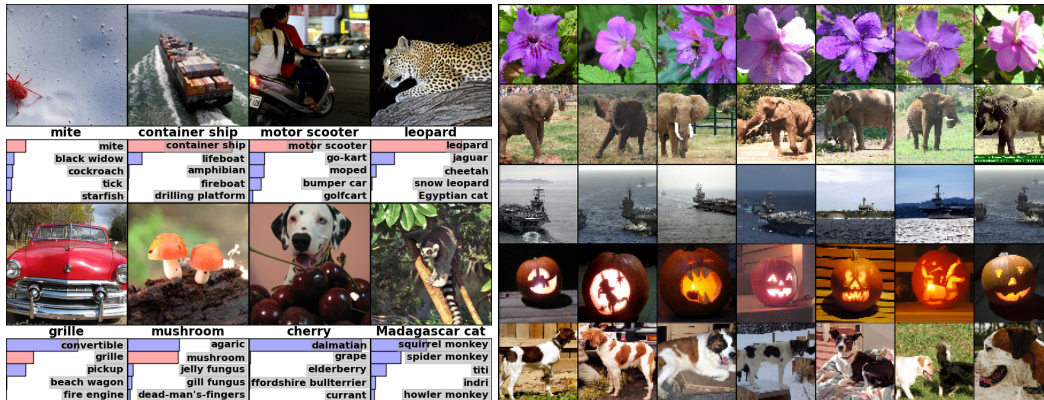 mite container ship motor scooter leopard
mite
black widow
cockroach
tick
starfish
container ship
lifeboat
amphibian
fireboat
drilling platform
motor scooter
go-kart
moped
bumper car
golfcart
leopard
jaguar
cheetah
snow leopard
Egyptian cat
grille mushroom cherry Madagascar cat
convertible
grille
pickup
beach wagon
fire engine
agaric
mushroom
jelly fungus
gill fungus
dead-man's-fingers
dalmatian
grape
elderberry
ffordshire bullterrier
currant
squirrel monkey
spider monkey
titi
indri
howler monkey